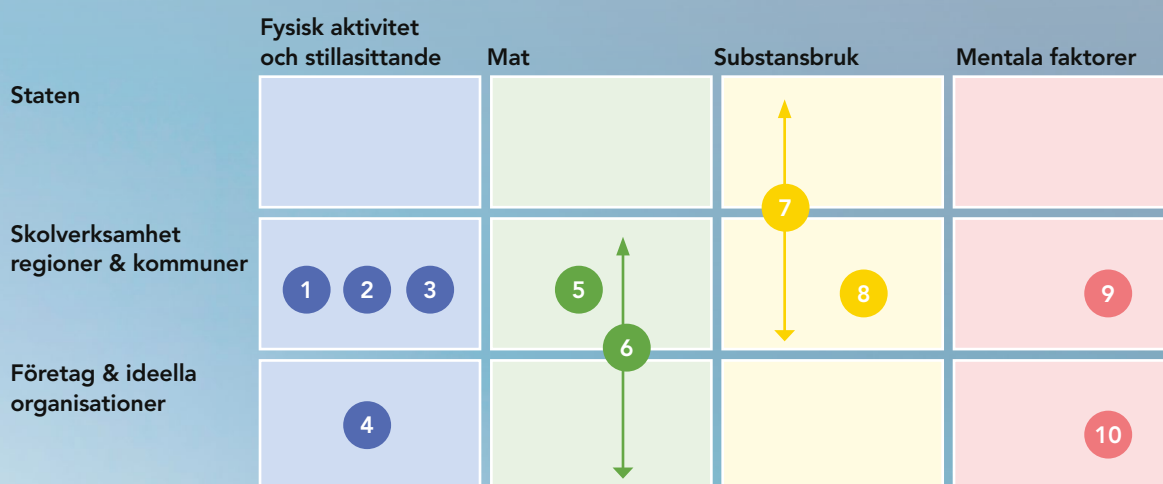 Fysisk aktivitet
och stillasittande
Mat
Substansbruk
Mentala faktorer
Staten
7
Skolverksamhet
regioner & kommuner
1
2
3
5
8
9
6
Företag & ideella
organisationer
4
10